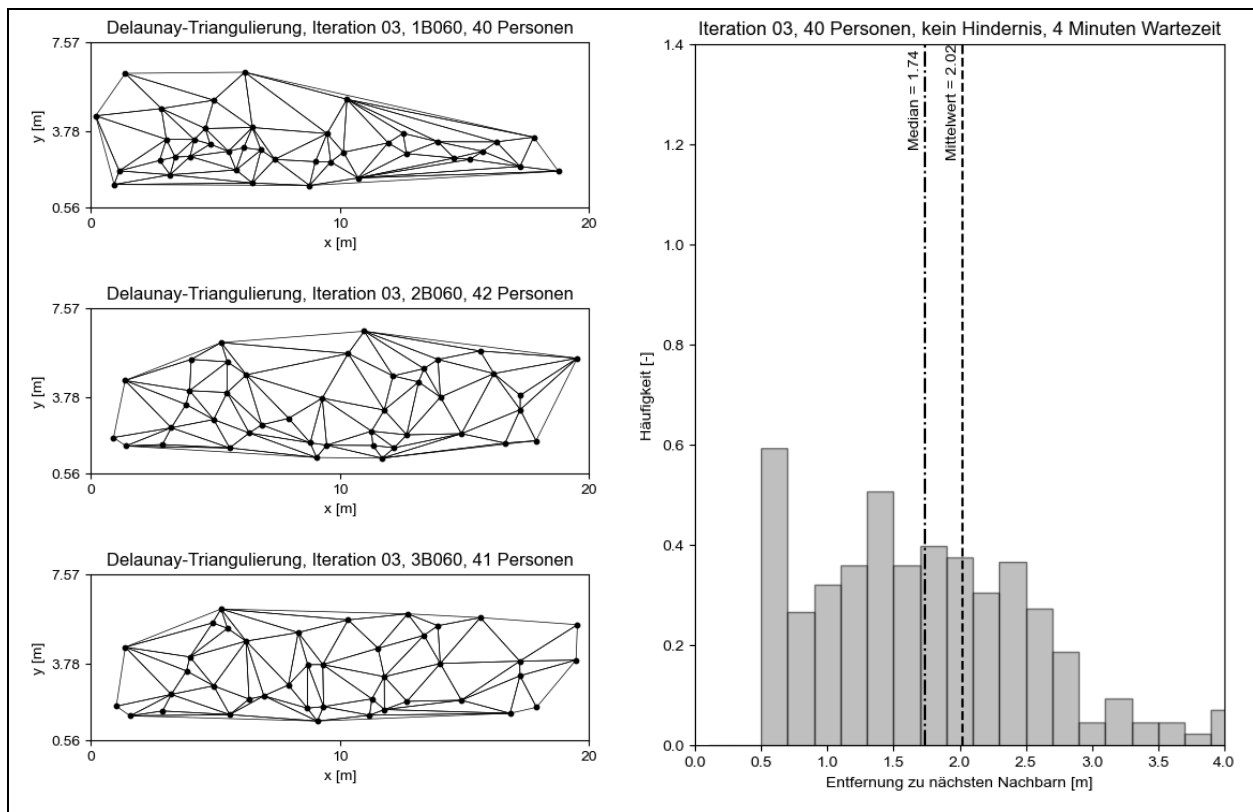 Delaunay-Triangulierung, Iteration 03, 1B060, 40 Personen
7.57
3.78
0.56
y [m]
0
10
20
x [m]
Delaunay-Triangulierung, Iteration 03, 2B060, 42 Personen
7.57
3.78
0.56
y [m]
0
10
20
x [m]
Delaunay-Triangulierung, Iteration 03, 3B060, 41 Personen
7.57
3.78
0.56
y [m]
0
10
20
x [m]
Iteration 03, 40 Personen, kein Hindernis, 4 Minuten Wartezeit
1.4
1.2
1.0
0.8
0.6
0.4
0.2
0.0
Häufigkeit [-]
Median = 1.74
Mittelwert = 2.02
0.0
0.5
1.0
1.5
2.0
2.5
3.0
3.5
4.0
Entfernung zu nächsten Nachbarn [m]